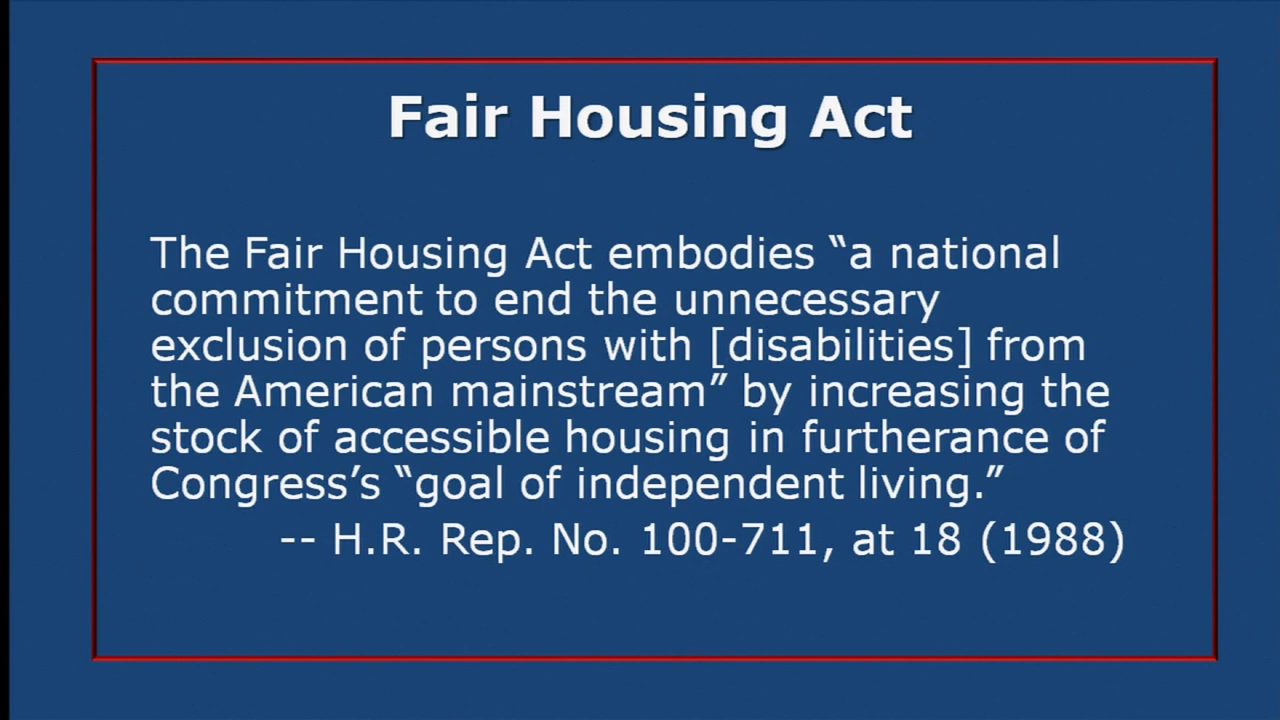 Fair Housing Act
The Fair Housing Act embodies “a national
commitment to end the unnecessary
exclusion of persons with [disabilities] from
the American mainstream” by increasing the
stock of accessible housing in furtherance of
Congress’s “goal of independent living.”
-- H.R. Rep. No. 100-711, at 18 (1988)